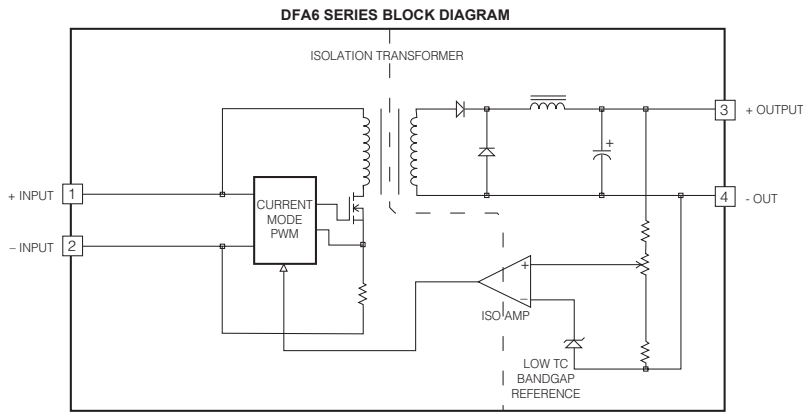 DFA6 SERIES BLOCK DIAGRAM
ISOLATION TRANSFORMER
3 + OUTPUT
+ INPUT 1
4 - OUT
CURRENT
MODE
PWM
– INPUT 2
+
–
+
ISO AMP
LOW TC
BANDGAP
REFERENCE